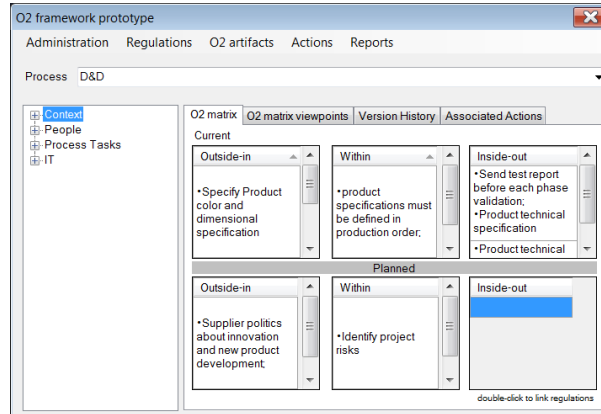 O2 framework prototype
Administration Regulations O2 artifacts Actions Reports
Process D&D
Context
People
Process Tasks
IT
O2 matrix O2 matrix viewpoints Version History Associated Actions
Current
Outside-in
•Specify Product
color and
dimensional
specification
Within
•product
specifications must
be defined in
production order;
Inside-out
•Send test report
before each phase
validation;
•Product technical
specification
•Product technical
Planned
Outside-in
•Supplier politics
about innovation
and new product
development;
Within
•Identify project
risks
Inside-out
double-click to link regulations